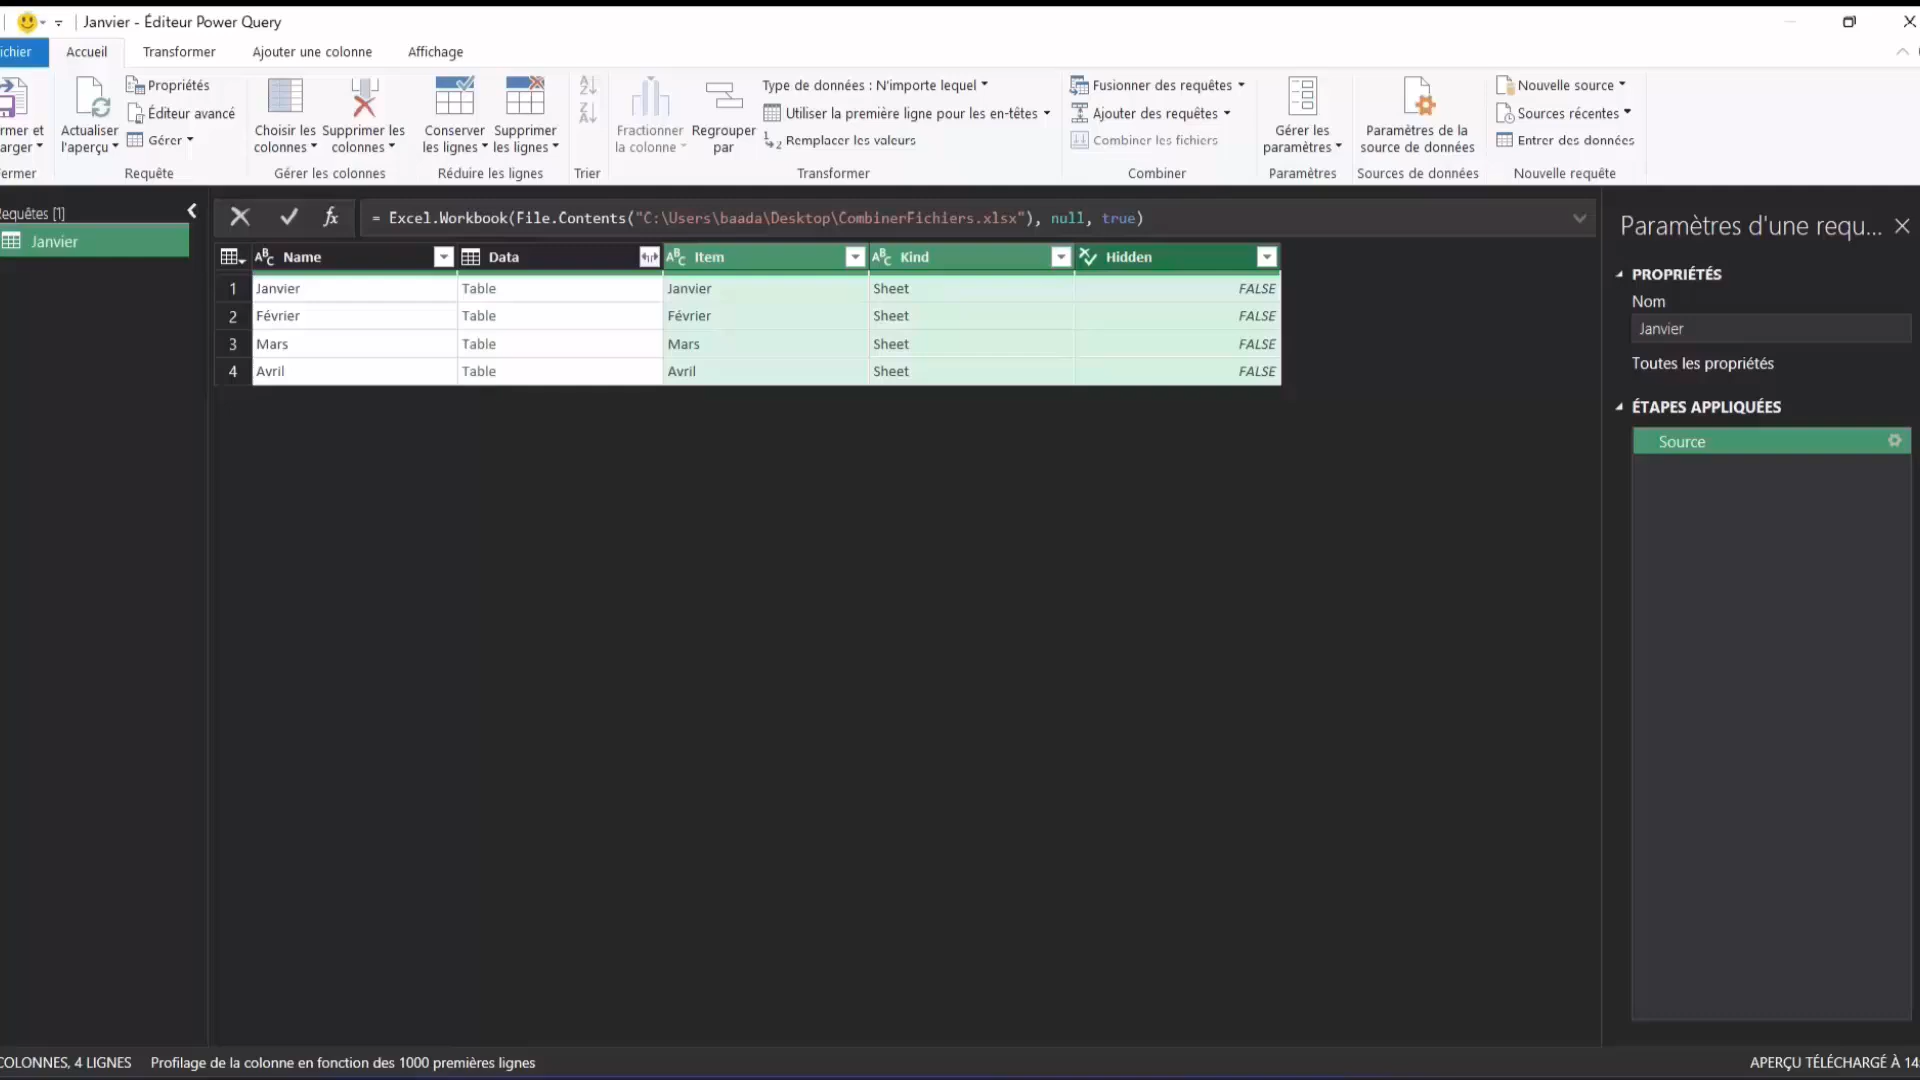 Janvier - Éditeur Power Query
ichier
Accueil
Transformer
Ajouter une colonne
Affichage
rmer et
arger
Actualiser
l'aperçu
Propriétés
Éditeur avancé
Gérer
Choisir les
colonnes
Supprimer les
colonnes
Conserver
les lignes
Supprimer
les lignes
Fractionner
la colonne
Regrouper
par
Type de données : N'importe lequel
Utiliser la première ligne pour les en-têtes
Remplacer les valeurs
Fusionner des requêtes
Ajouter des requêtes
Combiner les fichiers
Gérer les
paramètres
Paramètres de la
source de données
Nouvelle source
Sources récentes
Entrer des données
ermer
Requête
Gérer les colonnes
Réduire les lignes
Trier
Transformer
Combiner
Paramètres
Sources de données
Nouvelle requête
equêtes [1]
Janvier
fx
= Excel.Workbook(File.Contents("C:\Users\baada\Desktop\CombinerFichiers.xlsx"), null, true)
Name Data Item Kind Hidden
1 Janvier Table Janvier Sheet FALSE
2 Février Table Février Sheet FALSE
3 Mars Table Mars Sheet FALSE
4 Avril Table Avril Sheet FALSE
Paramètres d'une requ...
PROPRIÉTÉS
Nom
Janvier
Toutes les propriétés
ÉTAPES APPLIQUÉES
Source
COLONNES, 4 LIGNES
Profilage de la colonne en fonction des 1000 premières lignes
APERÇU TÉLÉCHARGÉ À 14